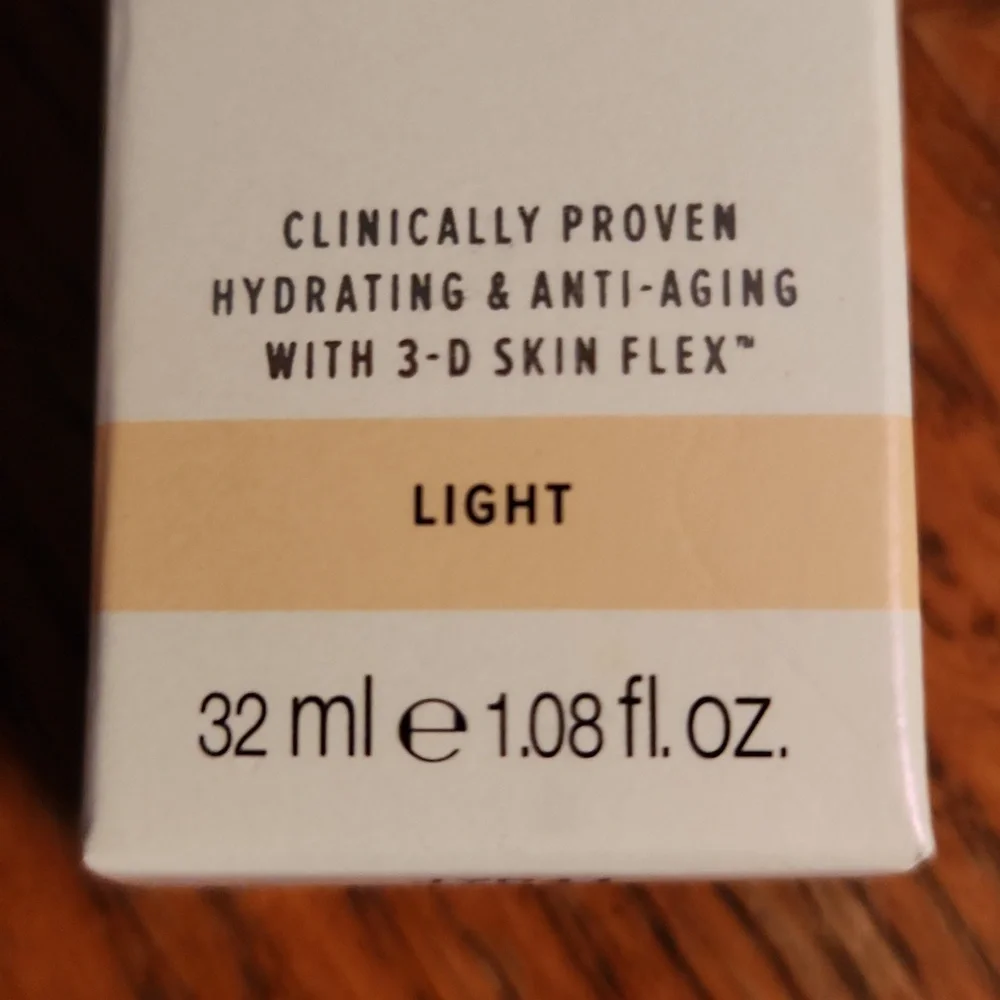 CLINICALLY PROVEN
HYDRATING & ANTI-AGING
WITH 3-D SKIN FLEX™
LIGHT
32 ml ℮ 1.08 fl. oz.